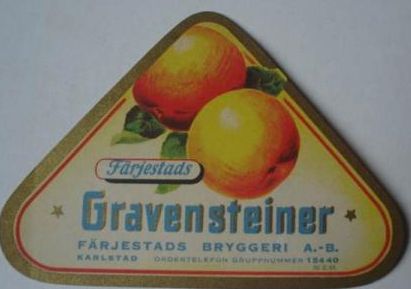 Färjestads
Gravensteiner
FÄRJESTADS BRYGGERI A.-B.
KARLSTAD ORDERTELEFON GRUPPNUMMER 15440